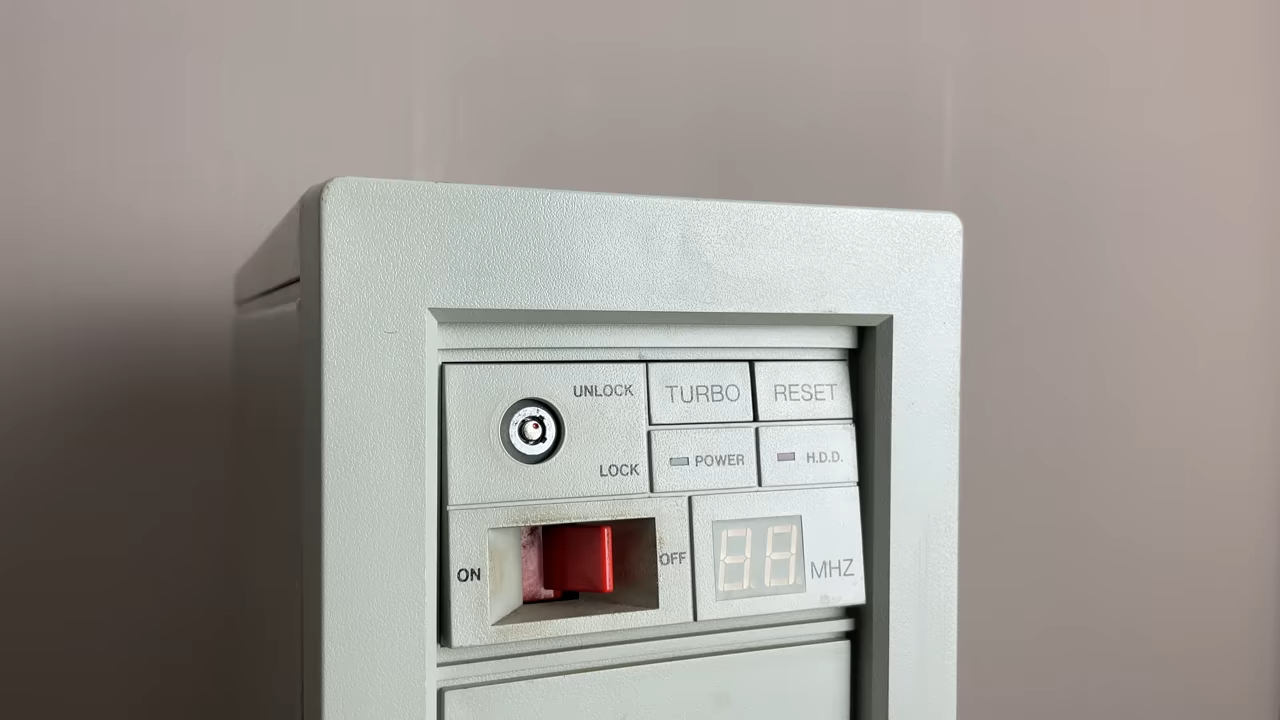 UNLOCK
TURBO
RESET
LOCK
POWER
H.D.D.
ON
OFF
MHZ